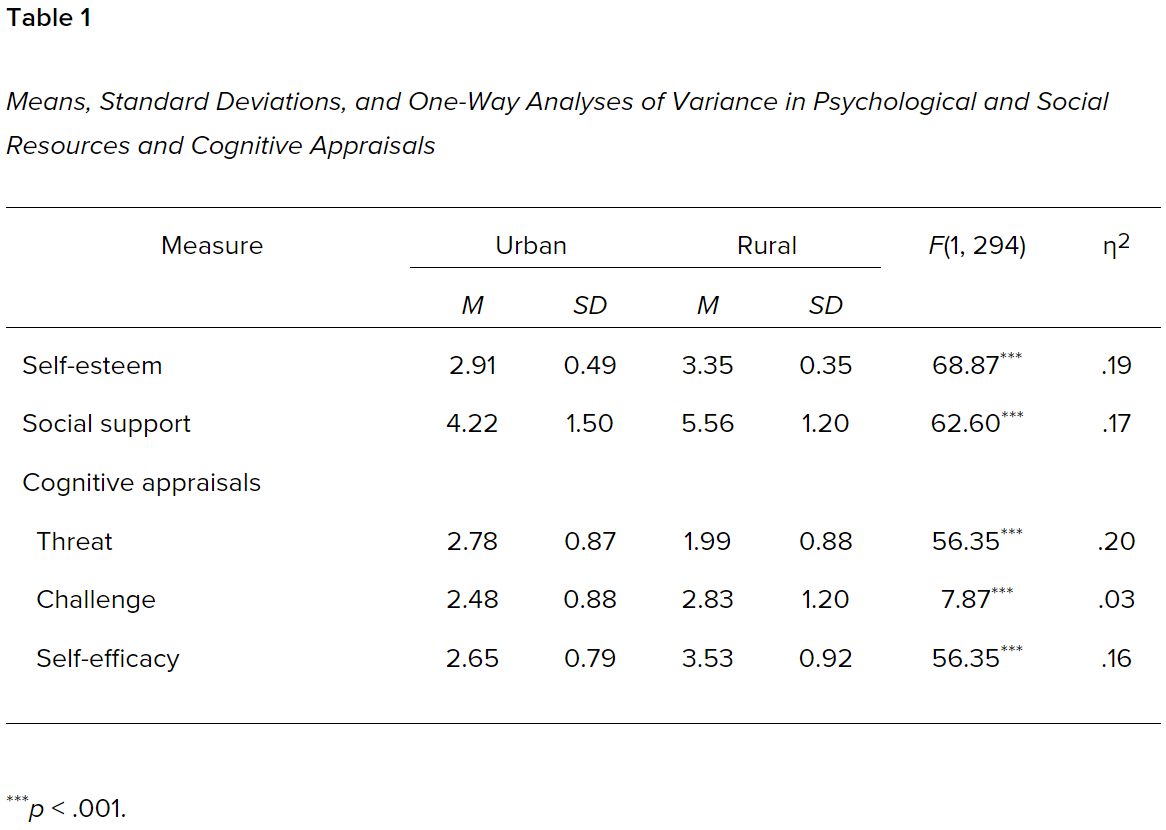 Table 1
Means, Standard Deviations, and One-Way Analyses of Variance in Psychological and Social
Resources and Cognitive Appraisals
Measure Urban Rural F(1, 294) η²
M SD M SD
Self-esteem 2.91 0.49 3.35 0.35 68.87*** .19
Social support 4.22 1.50 5.56 1.20 62.60*** .17
Cognitive appraisals
Threat 2.78 0.87 1.99 0.88 56.35*** .20
Challenge 2.48 0.88 2.83 1.20 7.87*** .03
Self-efficacy 2.65 0.79 3.53 0.92 56.35*** .16
***p < .001.